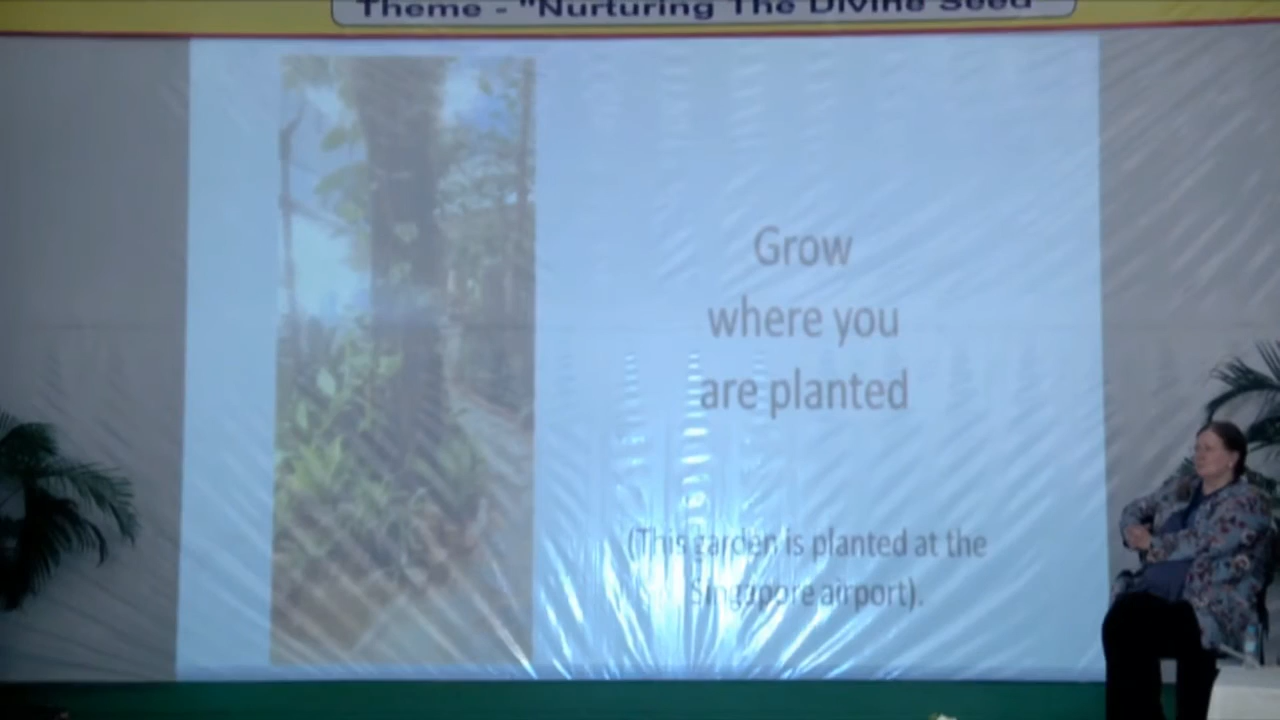 Theme - "Nurturing The Divine Seed"
Grow
where you
are planted
(This garden is planted at the
Singapore airport).